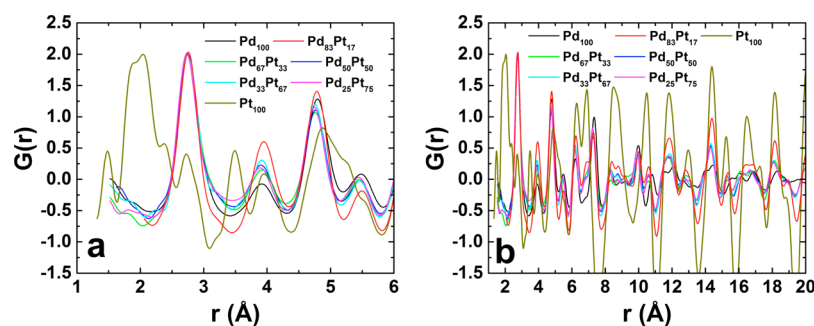 Pd100 Pd83Pt17
Pd67Pt33 Pd50Pt50
Pd33Pt67 Pd25Pt75
Pt100
G(r)
2.5
2.0
1.5
1.0
0.5
0.0
-0.5
-1.0
-1.5
a
1 2 3 4 5 6
r (Å)
Pd100 Pd83Pt17 Pt100
Pd67Pt33 Pd50Pt50
Pd33Pt67 Pd25Pt75
G(r)
2.5
2.0
1.5
1.0
0.5
0.0
-0.5
-1.0
-1.5
b
2 4 6 8 10 12 14 16 18 20
r (Å)